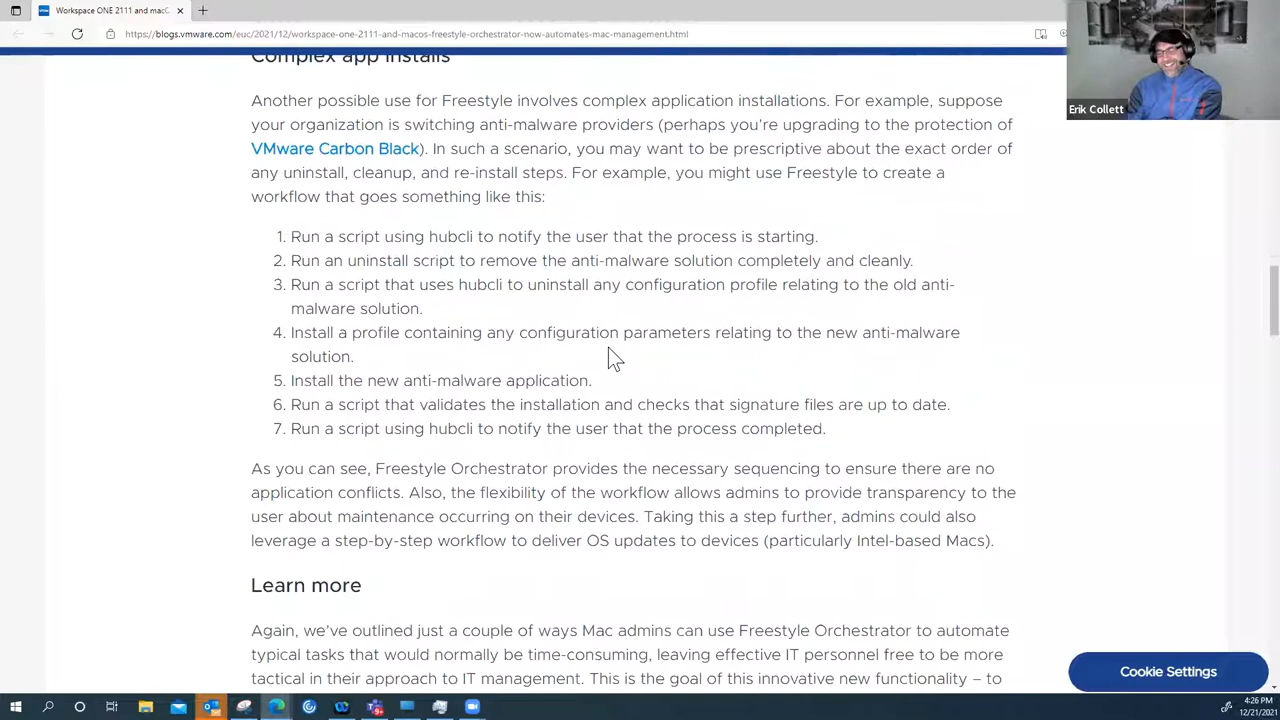 Workspace ONE 2111 and macO
https://blogs.vmware.com/euc/2021/12/workspace-one-2111-and-macos-freestyle-orchestrator-now-automates-mac-management.html
Erik Collett
Complex app installs
Another possible use for Freestyle involves complex application installations. For example, suppose
your organization is switching anti-malware providers (perhaps you’re upgrading to the protection of
VMware Carbon Black). In such a scenario, you may want to be prescriptive about the exact order of
any uninstall, cleanup, and re-install steps. For example, you might use Freestyle to create a
workflow that goes something like this:
1. Run a script using hubcli to notify the user that the process is starting.
2. Run an uninstall script to remove the anti-malware solution completely and cleanly.
3. Run a script that uses hubcli to uninstall any configuration profile relating to the old anti-
malware solution.
4. Install a profile containing any configuration parameters relating to the new anti-malware
solution.
5. Install the new anti-malware application.
6. Run a script that validates the installation and checks that signature files are up to date.
7. Run a script using hubcli to notify the user that the process completed.
As you can see, Freestyle Orchestrator provides the necessary sequencing to ensure there are no
application conflicts. Also, the flexibility of the workflow allows admins to provide transparency to the
user about maintenance occurring on their devices. Taking this a step further, admins could also
leverage a step-by-step workflow to deliver OS updates to devices (particularly Intel-based Macs).
Learn more
Again, we’ve outlined just a couple of ways Mac admins can use Freestyle Orchestrator to automate
typical tasks that would normally be time-consuming, leaving effective IT personnel free to be more
tactical in their approach to IT management. This is the goal of this innovative new functionality – to
Cookie Settings
4:26 PM
12/21/2021